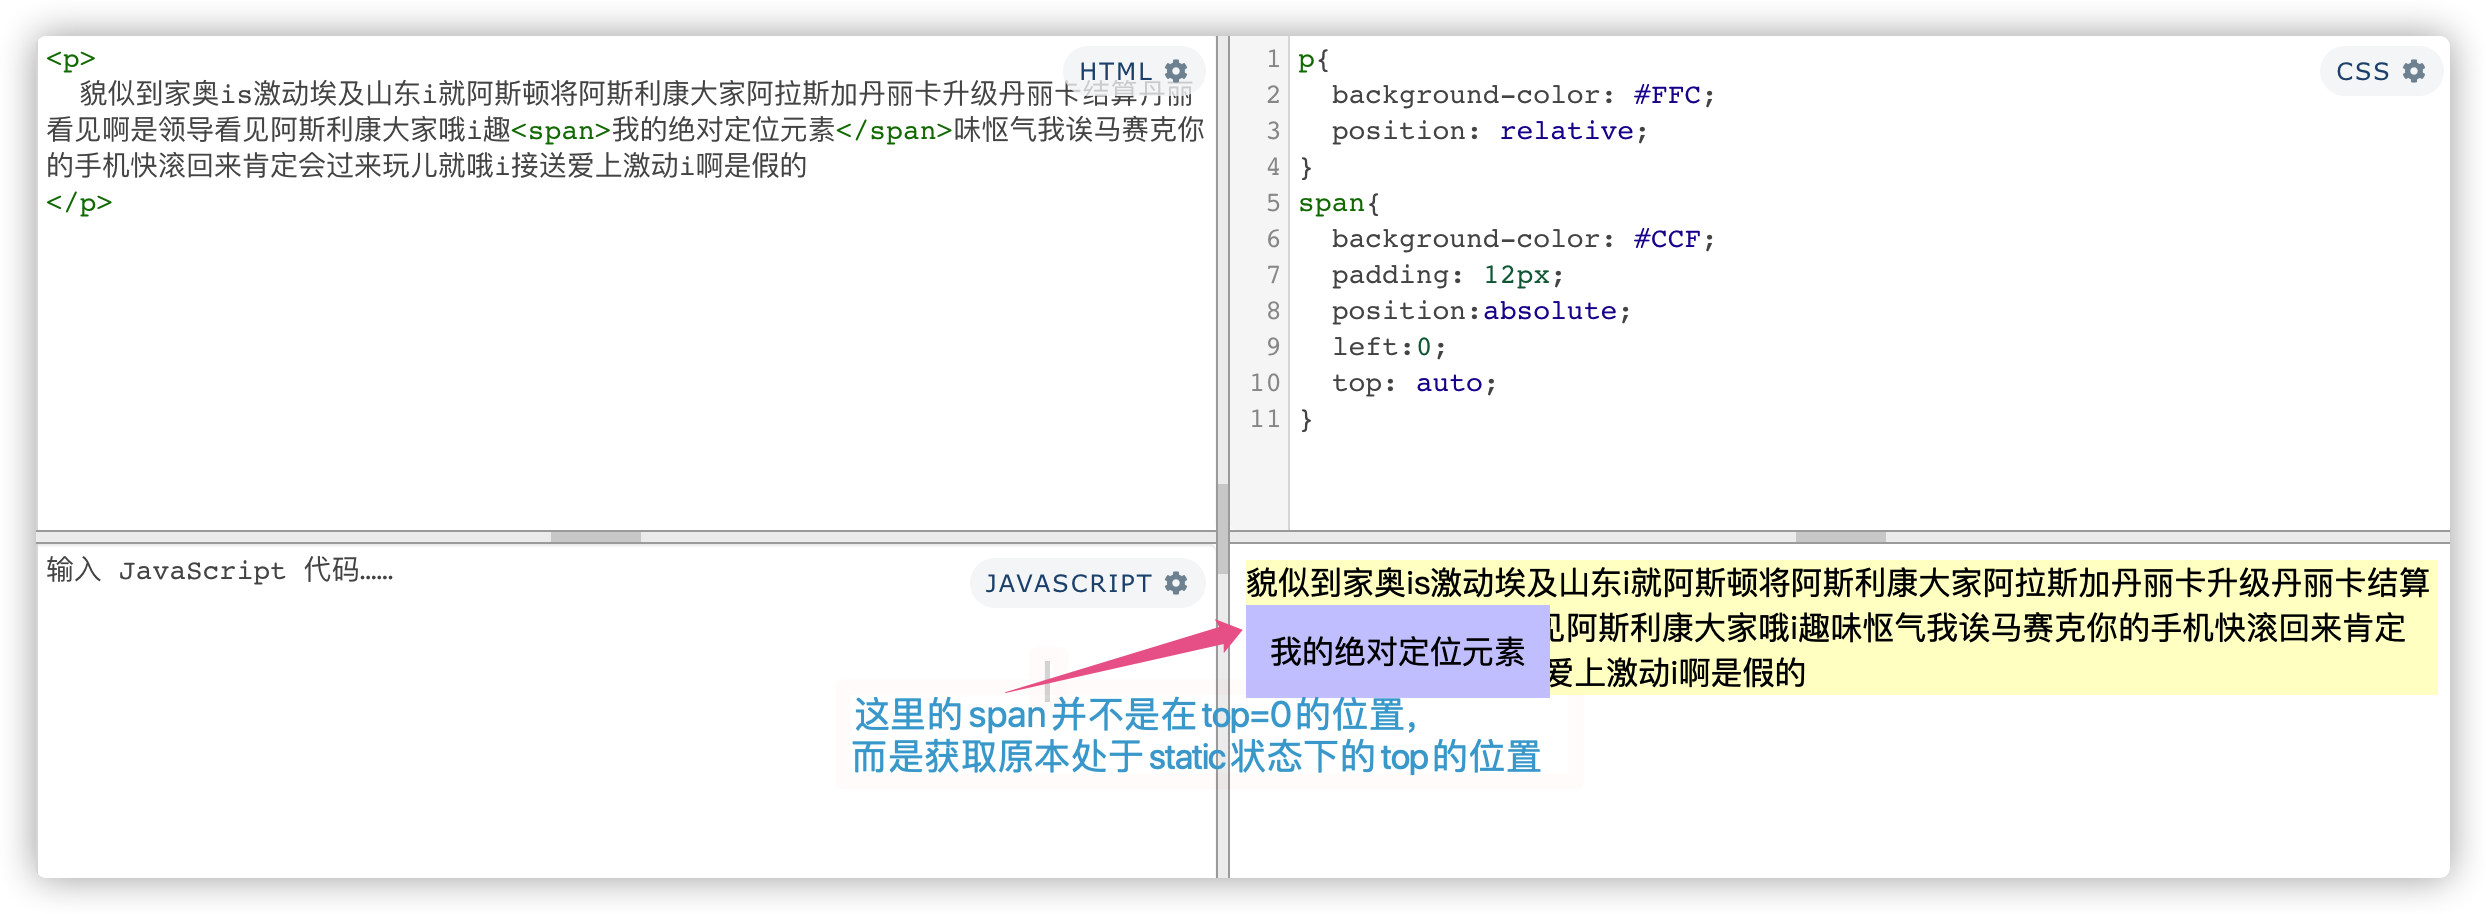 <p>
HTML
貌似到家奥is激动埃及山东i就阿斯顿将阿斯利康大家阿拉斯加丹丽卡升级丹丽卡结算丹丽
看见啊是领导看见阿斯利康大家哦i趣<span>我的绝对定位元素</span>味怄气我诶马赛克你
的手机快滚回来肯定会过来玩儿就哦i接送爱上激动i啊是假的
</p>
CSS
1 p{
2 background-color: #FFC;
3 position: relative;
4 }
5 span{
6 background-color: #CCF;
7 padding: 12px;
8 position:absolute;
9 left:0;
10 top: auto;
11 }
输入 JavaScript 代码……
JAVASCRIPT
貌似到家奥is激动埃及山东i就阿斯顿将阿斯利康大家阿拉斯加丹丽卡升级丹丽卡结算
见阿斯利康大家哦i趣味怄气我诶马赛克你的手机快滚回来肯定
我的绝对定位元素
爱上激动i啊是假的
这里的span并不是在top=0的位置,
而是获取原本处于static状态下的top的位置